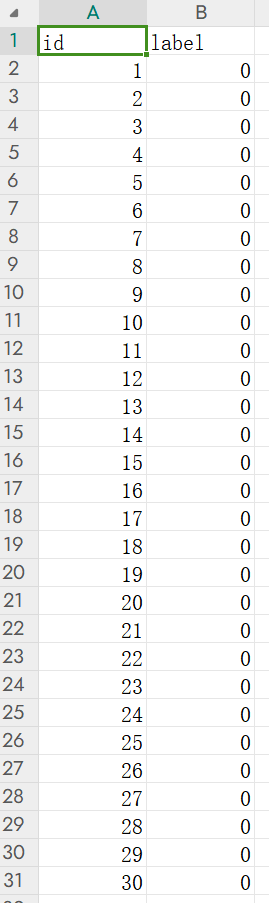 A B
1 id label
2 1 0
3 2 0
4 3 0
5 4 0
6 5 0
7 6 0
8 7 0
9 8 0
10 9 0
11 10 0
12 11 0
13 12 0
14 13 0
15 14 0
16 15 0
17 16 0
18 17 0
19 18 0
20 19 0
21 20 0
22 21 0
23 22 0
24 23 0
25 24 0
26 25 0
27 26 0
28 27 0
29 28 0
30 29 0
31 30 0